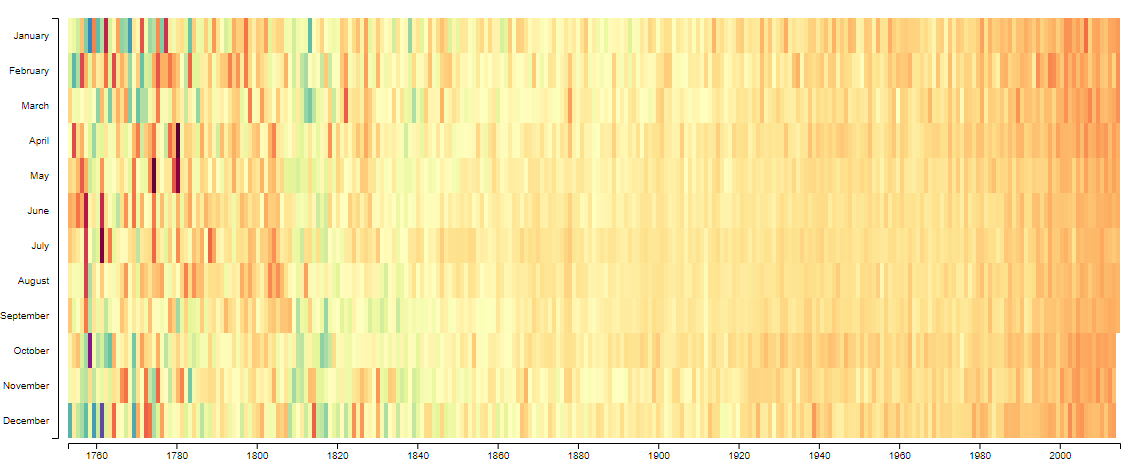 January
February
March
April
May
June
July
August
September
October
November
December
1760 1780 1800 1820 1840 1860 1880 1900 1920 1940 1960 1980 2000